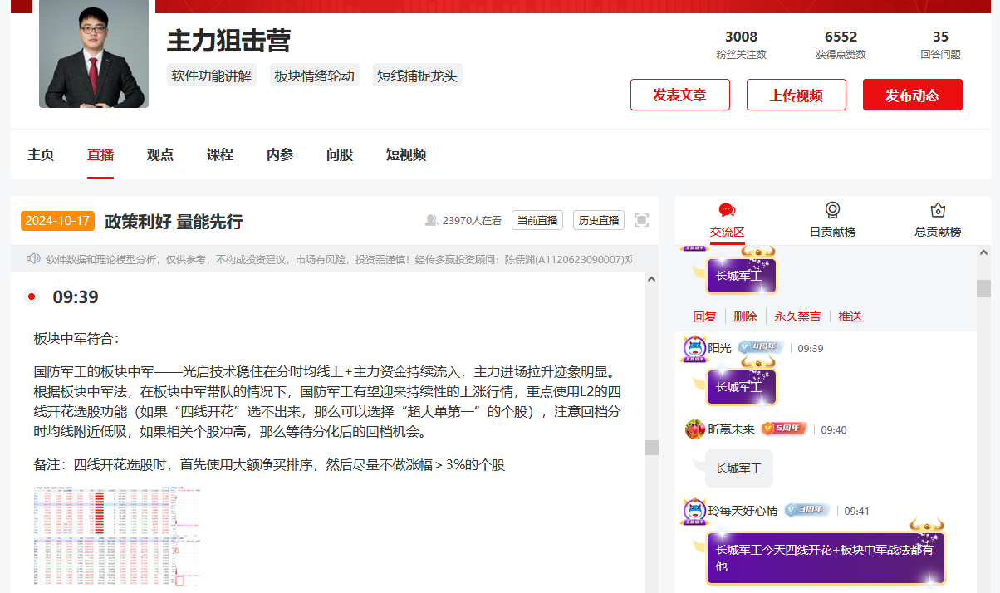 主力狙击营
软件功能讲解 板块情绪轮动 短线捕捉龙头
3008 6552 35
粉丝关注数 获得点赞数 回答问题
发表文章 上传视频 发布动态
主页 直播 观点 课程 内参 问股 短视频
2024-10-17 政策利好 量能先行 23970人在看 当前直播 历史直播
软件数据和理论模型分析，仅供参考，不构成投资建议，市场有风险，投资需谨慎！经传多赢投资顾问：陈儒渊(A1120623090007)观
09:39
板块中军符合：
国防军工的板块中军——光启技术稳住在分时均线上+主力资金持续流入，主力进场拉升迹象明显。
根据板块中军法，在板块中军带队的情况下，国防军工有望迎来持续性的上涨行情，重点使用L2的四
线开花选股功能（如果“四线开花”选不出来，那么可以选择“超大单第一”的个股），注意回档分
时均线附近低吸，如果相关个股冲高，那么等待分化后的回档机会。
备注：四线开花选股时，首先使用大额净买排序，然后尽量不做涨幅＞3%的个股
交流区 日贡献榜 总贡献榜
长城军工
回复 删除 永久禁言 推送
阳光 4周年 09:39
长城军工
昕赢未来 5周年 09:40
长城军工
玲每天好心情 3周年 09:41
长城军工今天四线开花+板块中军战法都有
他